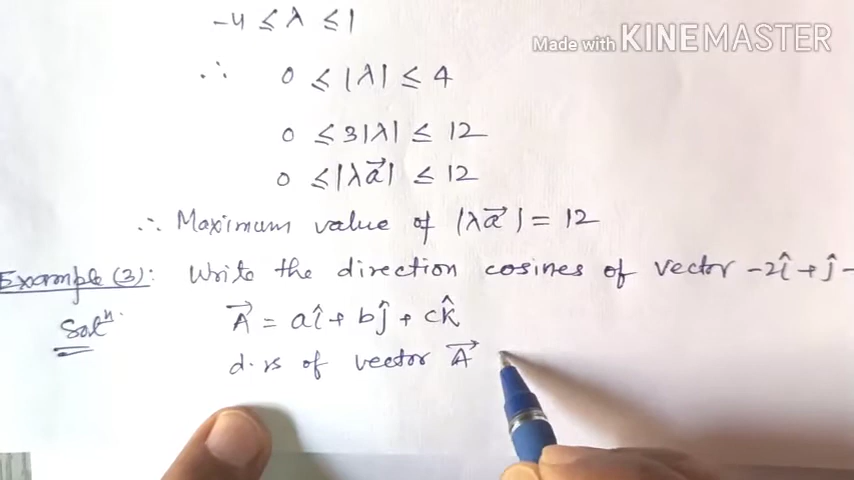 -4 ≤ λ ≤ 1
Made with KINEMASTER
∴ 0 ≤ |λ| ≤ 4
0 ≤ 3|λ| ≤ 12
0 ≤ |λa⃗| ≤ 12
∴ Maximum value of |λa⃗| = 12
Example (3): Write the direction cosines of vector -2î + ĵ -
Solⁿ. A⃗ = aî + bĵ + ck̂
d.rs of vector A⃗